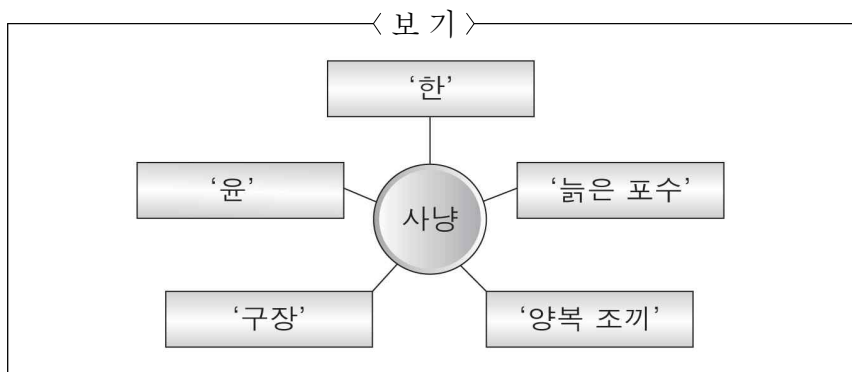 〈보 기〉
‘한’
‘윤’
‘늙은 포수’
사냥
‘구장’
‘양복 조끼’